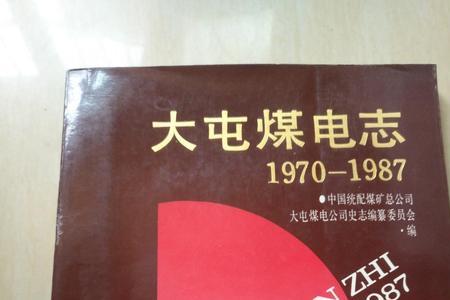 大屯煤电志
1970—1987
●中国统配煤矿总公司
大屯煤电公司史志编纂委员会
·编
ZHI